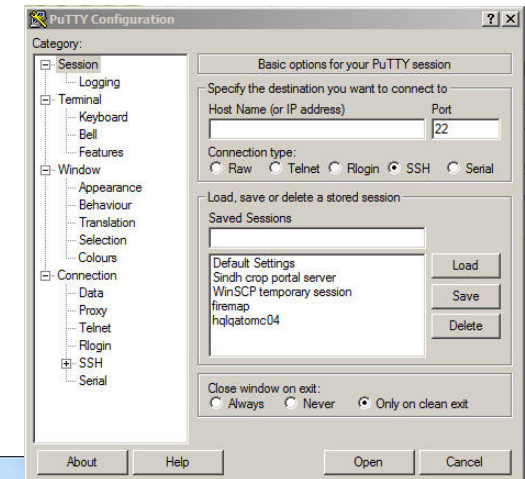 PuTTY Configuration
Category:
Session
Logging
Terminal
Keyboard
Bell
Features
Window
Appearance
Behaviour
Translation
Selection
Colours
Connection
Data
Proxy
Telnet
Rlogin
SSH
Serial
Basic options for your PuTTY session
Specify the destination you want to connect to
Host Name (or IP address) Port
22
Connection type:
Raw Telnet Rlogin SSH Serial
Load, save or delete a stored session
Saved Sessions
Default Settings
Sindh crop portal server
WinSCP temporary session
firemap
hqlqatomc04
Load
Save
Delete
Close window on exit:
Always Never Only on clean exit
About Help Open Cancel